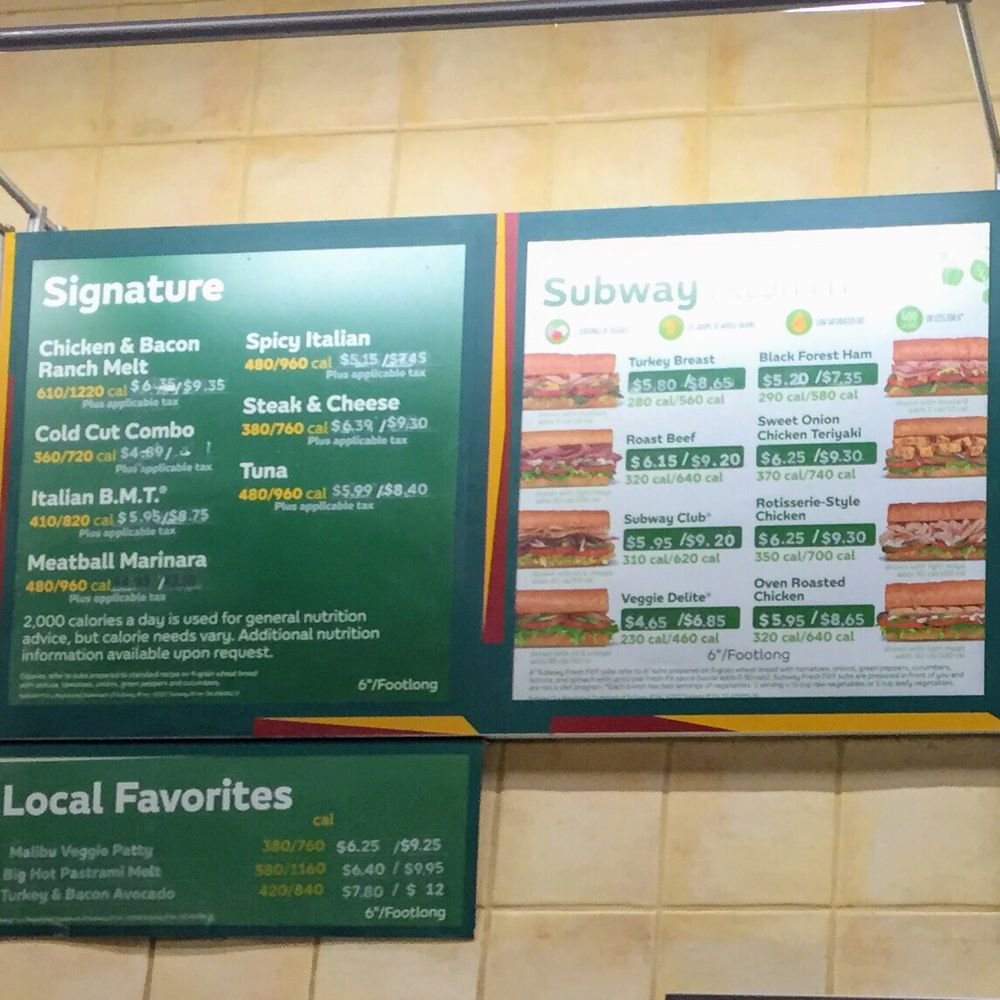 Signature
Chicken & Bacon
Ranch Melt
610/1220 cal $6.35/$9.35
Plus applicable tax
Cold Cut Combo
360/720 cal
Plus applicable tax
Italian B.M.T.®
410/820 cal $5.95/$8.75
Plus applicable tax
Meatball Marinara
480/960 cal
Plus applicable tax
Spicy Italian
480/960 cal $5.15/$7.45
Plus applicable tax
Steak & Cheese
380/760 cal $6.39/$9.30
Plus applicable tax
Tuna
480/960 cal $5.99/$8.40
Plus applicable tax
2,000 calories a day is used for general nutrition
advice, but calorie needs vary. Additional nutrition
information available upon request.
6"/Footlong
Subway FRESH FIT
Turkey Breast
$5.80/$8.65
280 cal/560 cal
Black Forest Ham
$5.20/$7.35
290 cal/580 cal
Roast Beef
$6.15/$9.20
320 cal/640 cal
Sweet Onion
Chicken Teriyaki
$6.25/$9.30
370 cal/740 cal
Subway Club®
$5.95/$9.20
310 cal/620 cal
Rotisserie-Style
Chicken
$6.25/$9.30
350 cal/700 cal
Veggie Delite®
$4.65/$6.85
230 cal/460 cal
Oven Roasted
Chicken
$5.95/$8.65
320 cal/640 cal
6"/Footlong
Local Favorites
cal
Malibu Veggie Patty 380/760 $6.25 /$9.25
Big Hot Pastrami Melt 580/1160 $6.40 / $9.95
Turkey & Bacon Avocado 420/840 $7.80 / $ 12
6"/Footlong